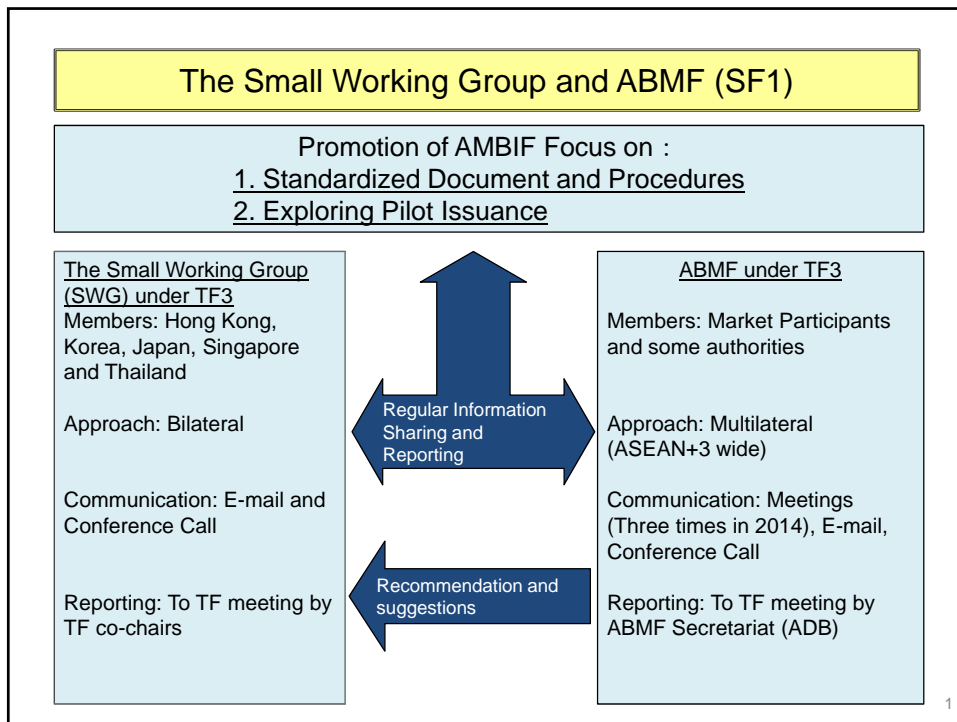 The Small Working Group and ABMF (SF1)
Promotion of AMBIF Focus on：
1. Standardized Document and Procedures
2. Exploring Pilot Issuance
The Small Working Group
(SWG) under TF3
Members: Hong Kong,
Korea, Japan, Singapore
and Thailand
Approach: Bilateral
Communication: E-mail and
Conference Call
Reporting: To TF meeting by
TF co-chairs
Regular Information
Sharing and
Reporting
Recommendation and
suggestions
ABMF under TF3
Members: Market Participants
and some authorities
Approach: Multilateral
(ASEAN+3 wide)
Communication: Meetings
(Three times in 2014), E-mail,
Conference Call
Reporting: To TF meeting by
ABMF Secretariat (ADB)
1